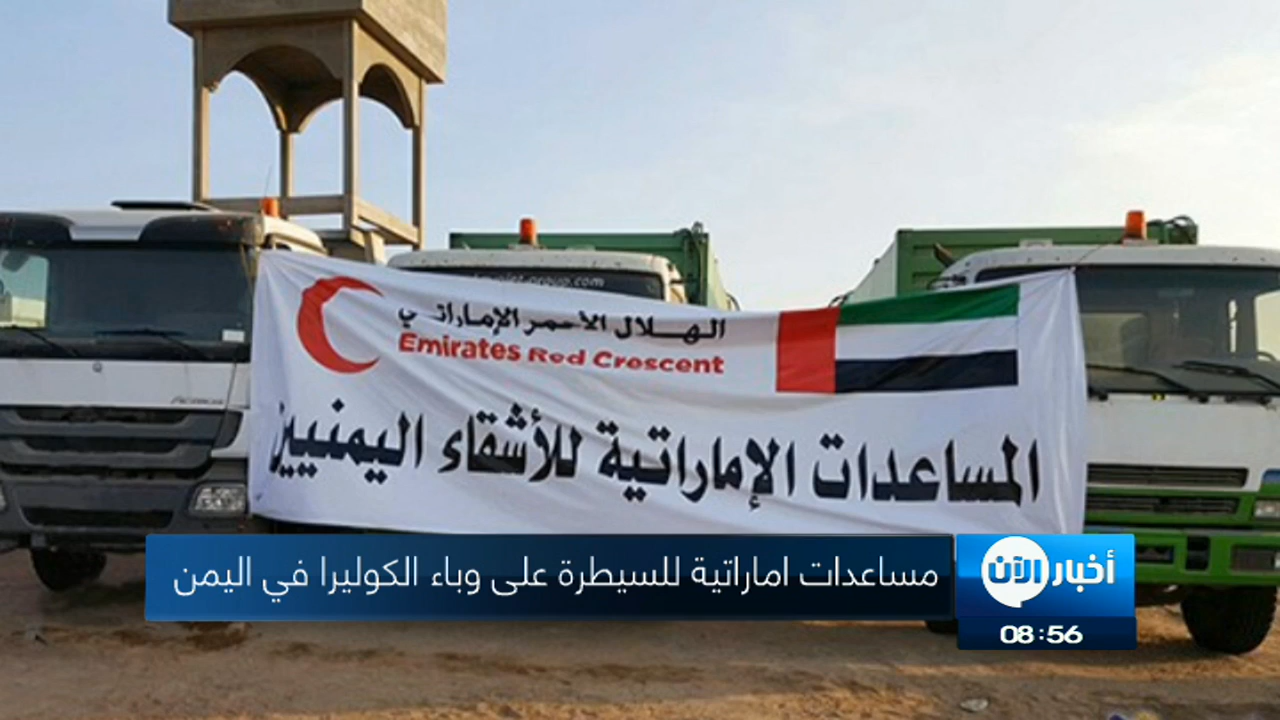 الهلال الأحمر الإماراتي
Emirates Red Crescent
المساعدات الإماراتية للأشقاء اليمنيين
مساعدات اماراتية للسيطرة على وباء الكوليرا في اليمن
أخبار الآن
08:56